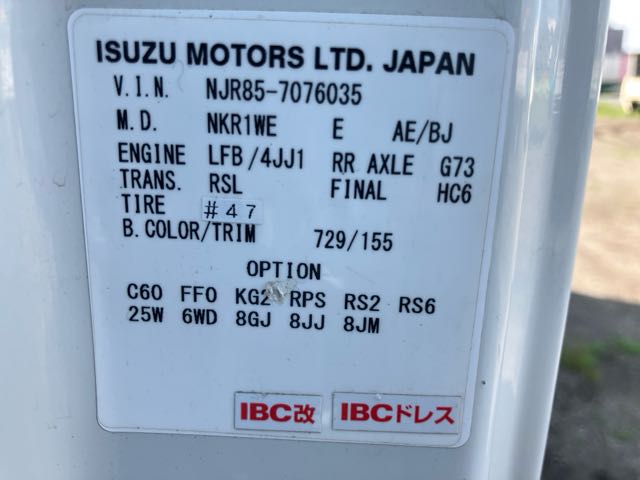 ISUZU MOTORS LTD. JAPAN
V.I.N. NJR85-7076035
M.D. NKR1WE E AE/BJ
ENGINE LFB/4JJ1 RR AXLE G73
TRANS. RSL FINAL HC6
TIRE #47
B.COLOR/TRIM 729/155
OPTION
C60 FF0 KG2 RPS RS2 RS6
25W 6WD 8GJ 8JJ 8JM
IBC改 IBCドレス